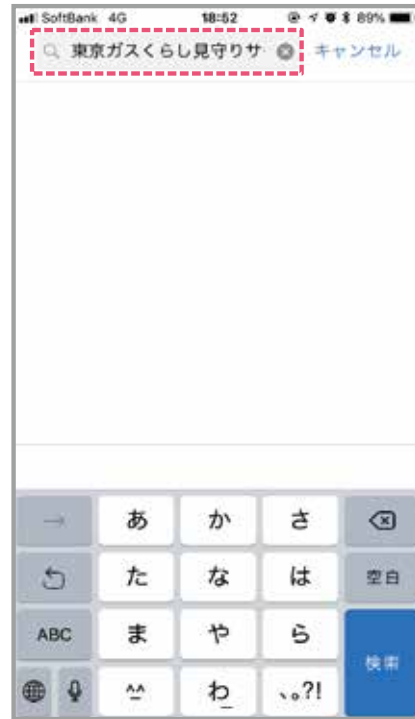 SoftBank 4G 18:52 89%
東京ガスくらし見守りサ キャンセル
→ あ か さ
た な は 空白
ABC ま や ら 検索
^^ わ_ 、。?!